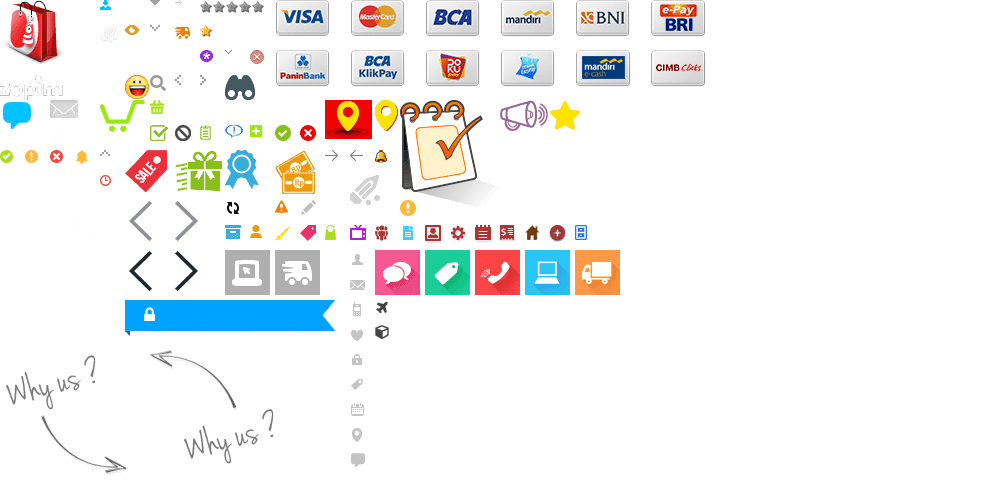 VISA
MasterCard
BCA
mandiri
BNI
e-Pay
BRI
PaninBank
BCA
KlikPay
DOKU
mandiri
e-cash
CIMB Clicks
zopim
SALE
Rp
Why us?
Why us?